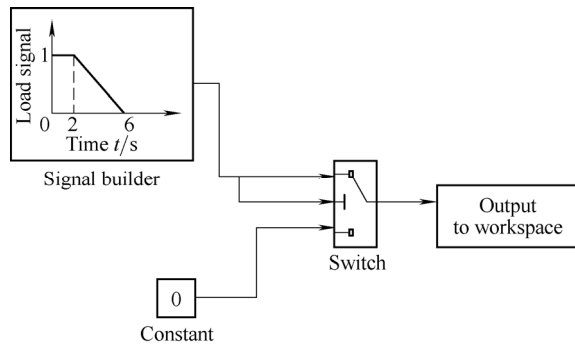 Load signal
1
0 2 6
Time t/s
Signal builder
Switch
Output
to workspace
0
Constant